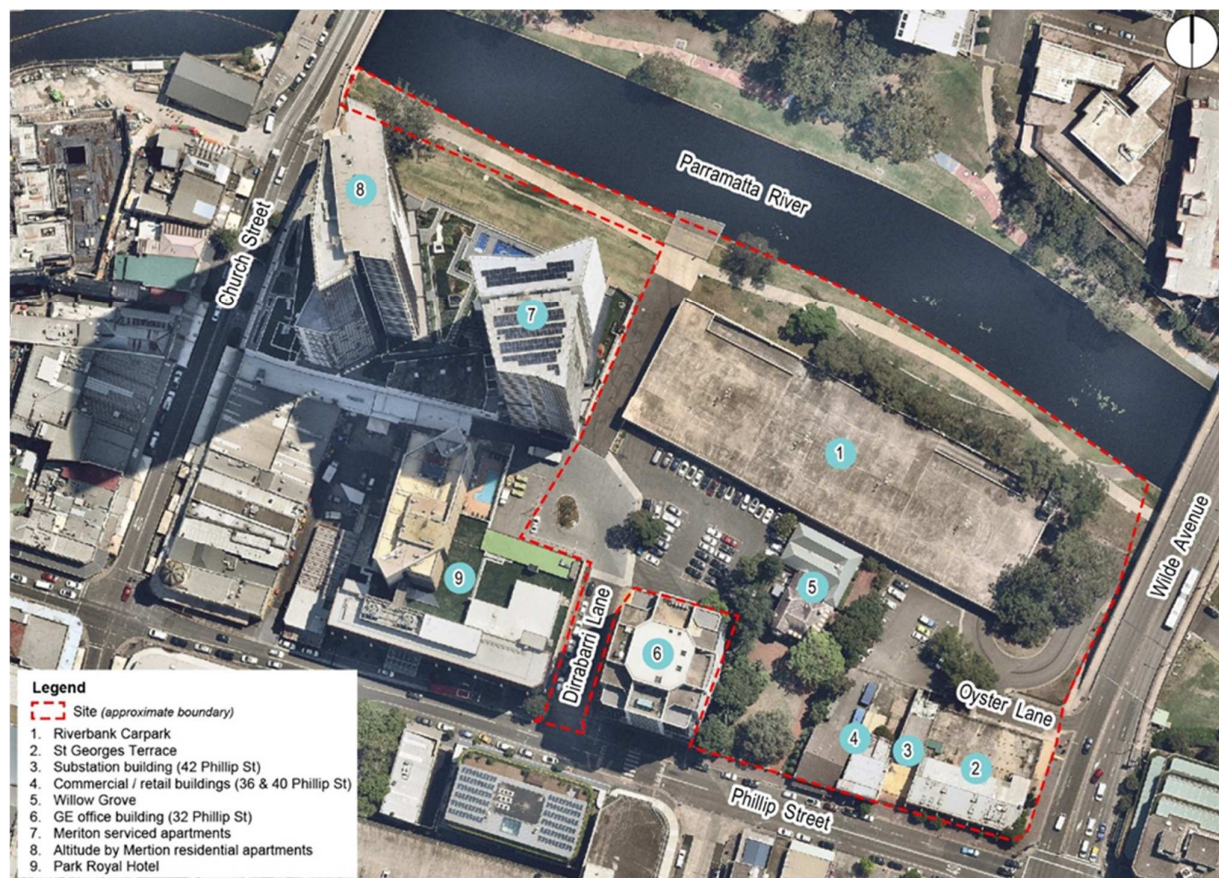 Parramatta River
8
Church Street
7
1
Wilde Avenue
5
9
Dirrabarri Lane
6
Oyster Lane
4
3
2
Phillip Street
Legend
Site (approximate boundary)
1. Riverbank Carpark
2. St Georges Terrace
3. Substation building (42 Phillip St)
4. Commercial / retail buildings (36 & 40 Phillip St)
5. Willow Grove
6. GE office building (32 Phillip St)
7. Meriton serviced apartments
8. Altitude by Mertion residential apartments
9. Park Royal Hotel